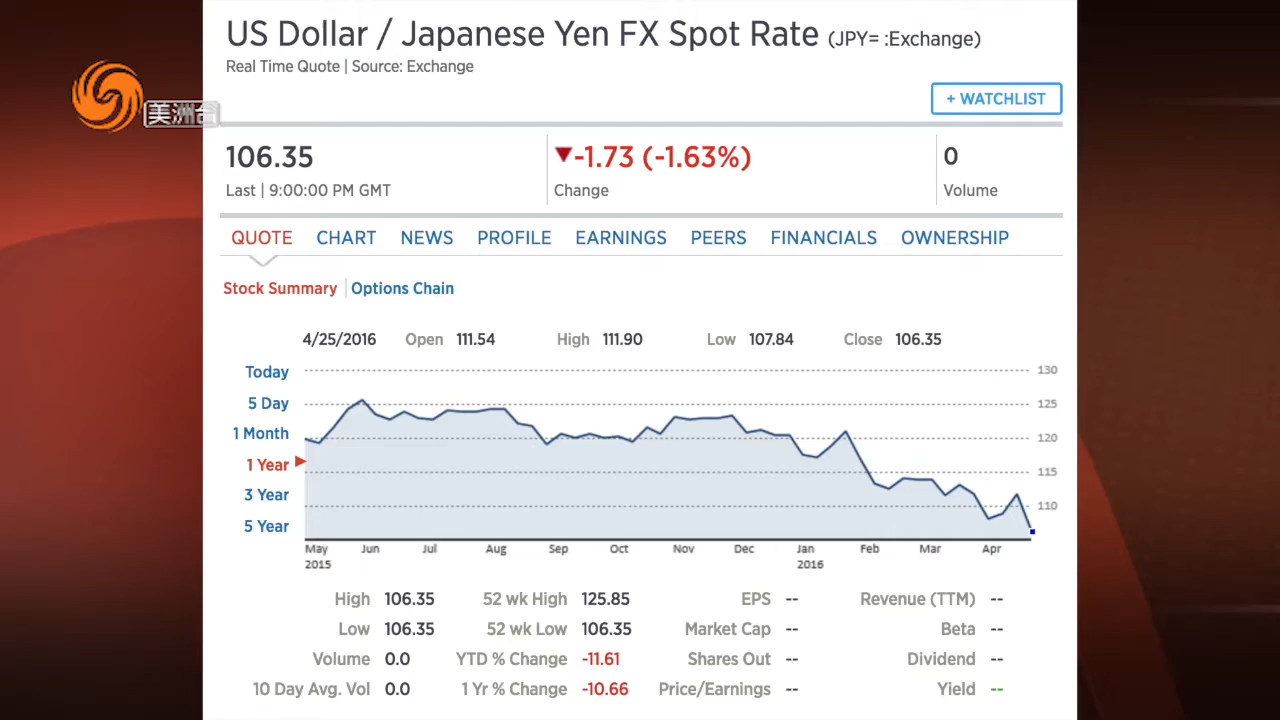 US Dollar / Japanese Yen FX Spot Rate (JPY= :Exchange)
Real Time Quote | Source: Exchange
美洲台
+ WATCHLIST
106.35 ▼-1.73 (-1.63%) 0
Last | 9:00:00 PM GMT Change Volume
QUOTE CHART NEWS PROFILE EARNINGS PEERS FINANCIALS OWNERSHIP
Stock Summary | Options Chain
4/25/2016 Open 111.54 High 111.90 Low 107.84 Close 106.35
Today 130
5 Day 125
1 Month 120
1 Year 115
3 Year 110
5 Year
May Jun Jul Aug Sep Oct Nov Dec Jan Feb Mar Apr
2015 2016
High 106.35 52 wk High 125.85 EPS -- Revenue (TTM) --
Low 106.35 52 wk Low 106.35 Market Cap -- Beta --
Volume 0.0 YTD % Change -11.61 Shares Out -- Dividend --
10 Day Avg. Vol 0.0 1 Yr % Change -10.66 Price/Earnings -- Yield --